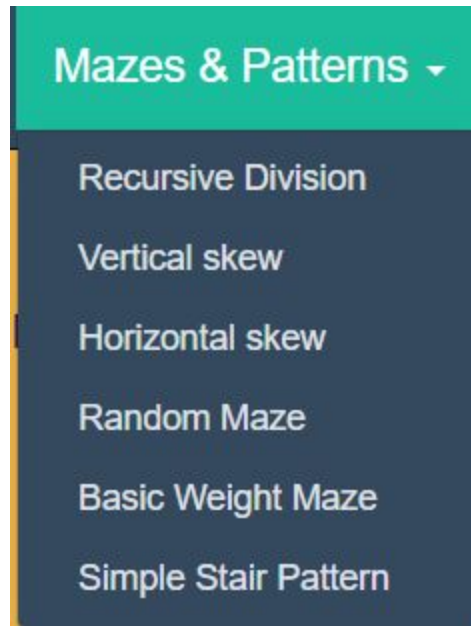 Mazes & Patterns
Recursive Division
Vertical skew
Horizontal skew
Random Maze
Basic Weight Maze
Simple Stair Pattern